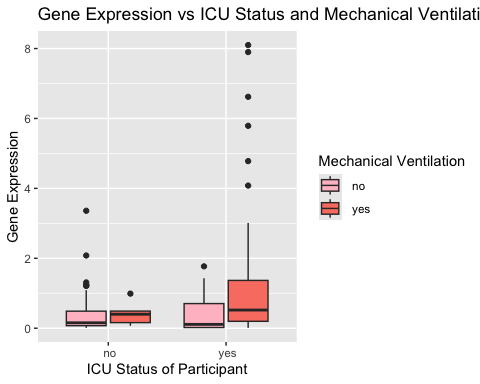 Gene Expression vs ICU Status and Mechanical Ventilati
8
6
4
2
0
Gene Expression
no
yes
ICU Status of Participant
Mechanical Ventilation
no
yes